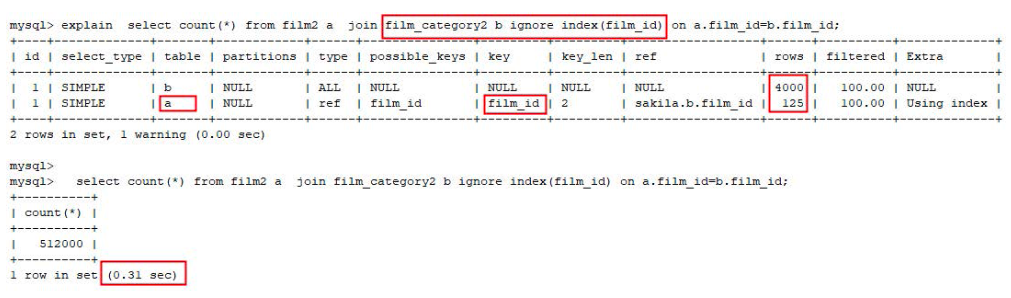 mysql> explain  select count(*) from film2 a  join film_category2 b ignore index(film_id) on a.film_id=b.film_id;
+----+-------------+-------+------------+------+---------------+---------+---------+------------------+------+----------+-------------+
| id | select_type | table | partitions | type | possible_keys | key     | key_len | ref              | rows | filtered | Extra       |
+----+-------------+-------+------------+------+---------------+---------+---------+------------------+------+----------+-------------+
|  1 | SIMPLE      | b     | NULL       | ALL  | NULL          | NULL    | NULL    | NULL             | 4000 |   100.00 | NULL        |
|  1 | SIMPLE      | a     | NULL       | ref  | film_id       | film_id | 2       | sakila.b.film_id |  125 |   100.00 | Using index |
+----+-------------+-------+------------+------+---------------+---------+---------+------------------+------+----------+-------------+
2 rows in set, 1 warning (0.00 sec)
mysql>
mysql>   select count(*) from film2 a  join film_category2 b ignore index(film_id) on a.film_id=b.film_id;
+----------+
| count(*) |
+----------+
|   512000 |
+----------+
1 row in set (0.31 sec)